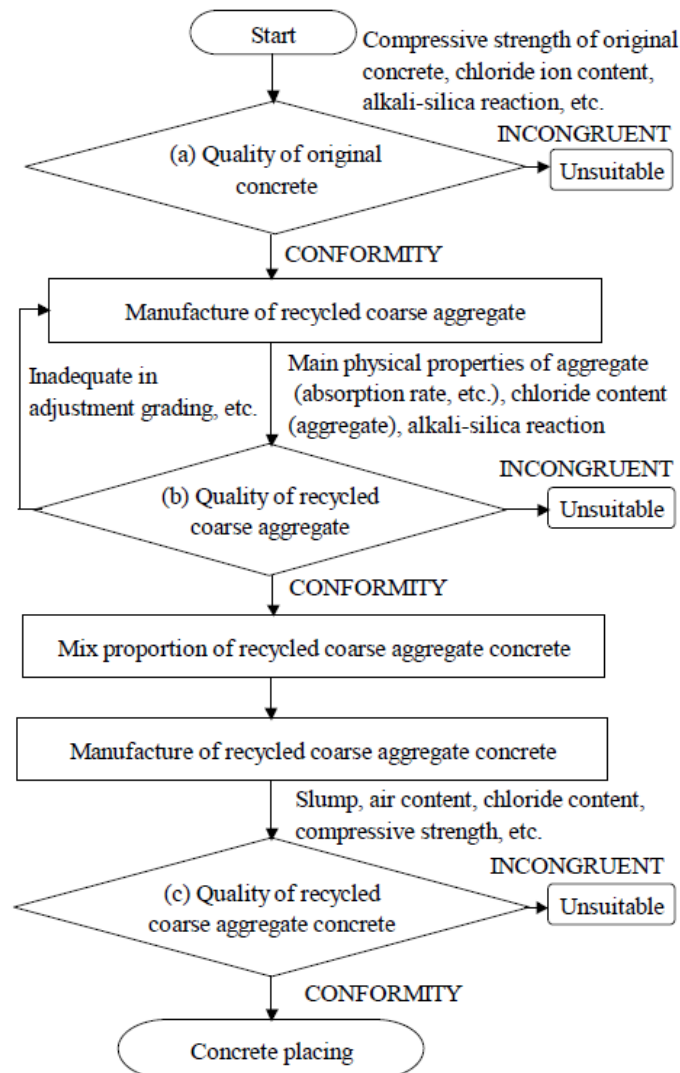 Start
Compressive strength of original
concrete, chloride ion content,
alkali-silica reaction, etc.
INCONGRUENT
(a) Quality of original
concrete
Unsuitable
CONFORMITY
Manufacture of recycled coarse aggregate
Inadequate in
adjustment grading, etc.
Main physical properties of aggregate
(absorption rate, etc.), chloride content
(aggregate), alkali-silica reaction
INCONGRUENT
(b) Quality of recycled
coarse aggregate
Unsuitable
CONFORMITY
Mix proportion of recycled coarse aggregate concrete
Manufacture of recycled coarse aggregate concrete
Slump, air content, chloride content,
compressive strength, etc.
INCONGRUENT
(c) Quality of recycled
coarse aggregate concrete
Unsuitable
CONFORMITY
Concrete placing